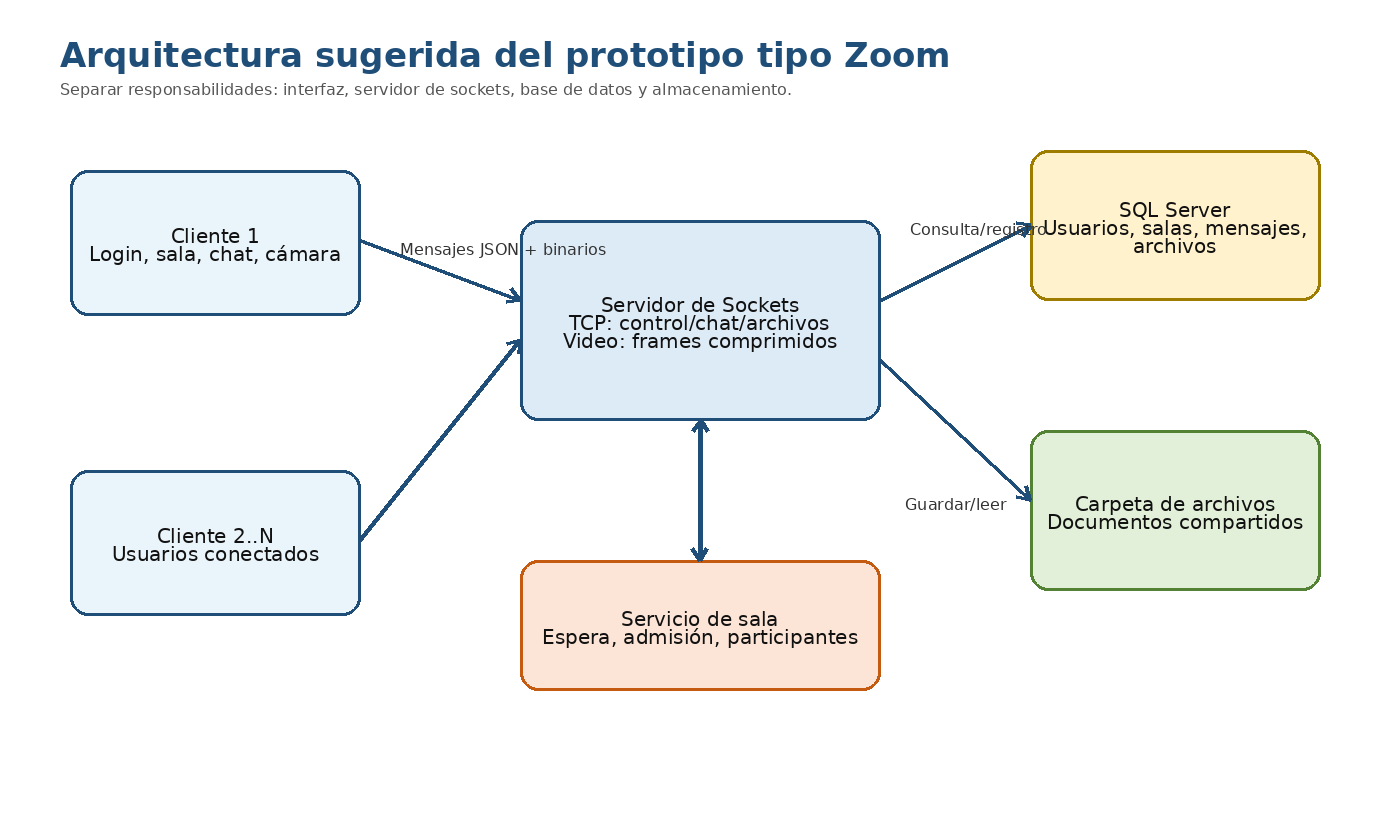 Arquitectura sugerida del prototipo tipo Zoom
Separar responsabilidades: interfaz, servidor de sockets, base de datos y almacenamiento.
Cliente 1
Login, sala, chat, cámara
Mensajes JSON + binarios
Servidor de Sockets
TCP: control/chat/archivos
Video: frames comprimidos
Consulta/registro
SQL Server
Usuarios, salas, mensajes,
archivos
Cliente 2..N
Usuarios conectados
Guardar/leer
Carpeta de archivos
Documentos compartidos
Servicio de sala
Espera, admisión, participantes